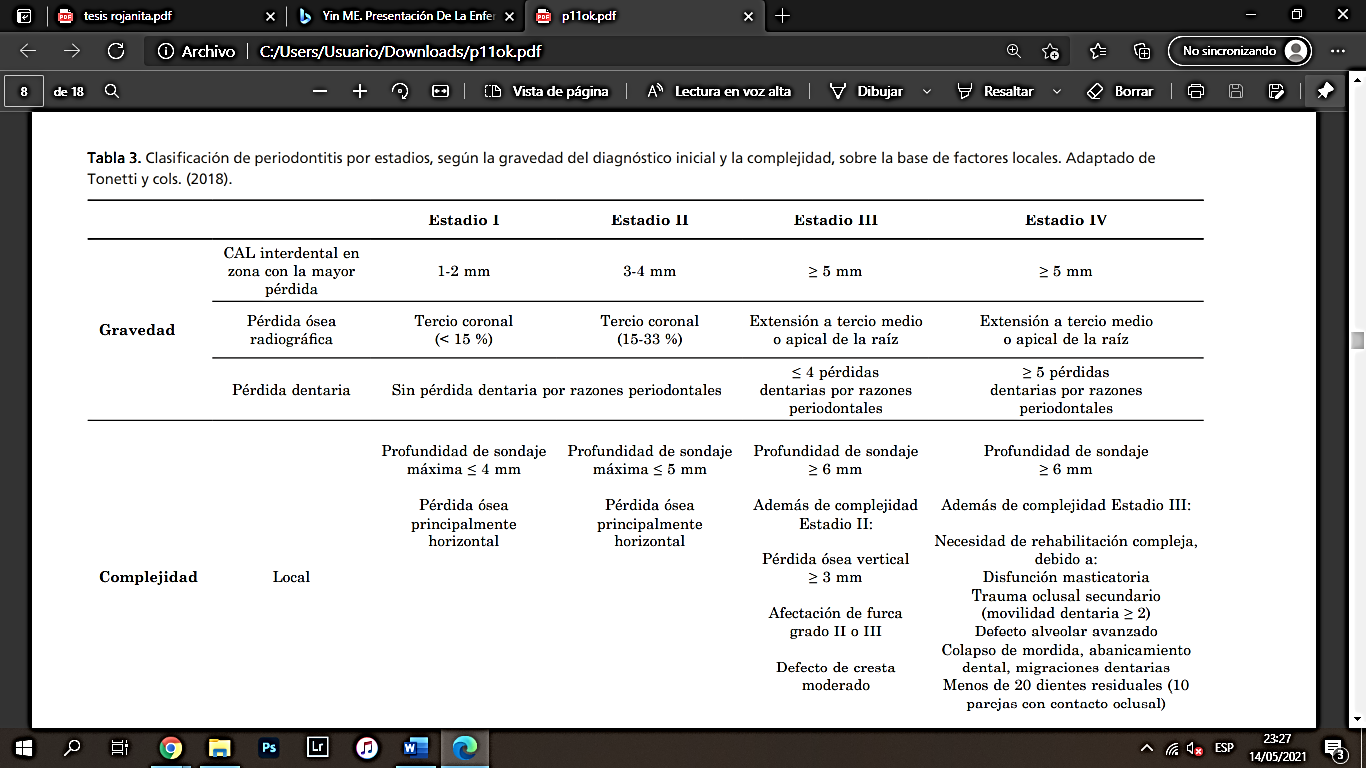 tesis rojanita.pdf
Yin ME. Presentación De La Enfer
p11ok.pdf
Archivo
C:/Users/Usuario/Downloads/p11ok.pdf
No sincronizando
8
de 18
Vista de página
Lectura en voz alta
Dibujar
Resaltar
Borrar
Tabla 3. Clasificación de periodontitis por estadios, según la gravedad del diagnóstico inicial y la complejidad, sobre la base de factores locales. Adaptado de
Tonetti y cols. (2018).
Estadio I
Estadio II
Estadio III
Estadio IV
Gravedad
CAL interdental en
zona con la mayor
pérdida
1-2 mm
3-4 mm
≥ 5 mm
≥ 5 mm
Pérdida ósea
radiográfica
Tercio coronal
(< 15 %)
Tercio coronal
(15-33 %)
Extensión a tercio medio
o apical de la raíz
Extensión a tercio medio
o apical de la raíz
Pérdida dentaria
Sin pérdida dentaria por razones periodontales
≤ 4 pérdidas
dentarias por razones
periodontales
≥ 5 pérdidas
dentarias por razones
periodontales
Complejidad
Local
Profundidad de sondaje
máxima ≤ 4 mm
Pérdida ósea
principalmente
horizontal
Profundidad de sondaje
máxima ≤ 5 mm
Pérdida ósea
principalmente
horizontal
Profundidad de sondaje
≥ 6 mm
Además de complejidad
Estadio II:
Pérdida ósea vertical
≥ 3 mm
Afectación de furca
grado II o III
Defecto de cresta
moderado
Profundidad de sondaje
≥ 6 mm
Además de complejidad Estadio III:
Necesidad de rehabilitación compleja,
debido a:
Disfunción masticatoria
Trauma oclusal secundario
(movilidad dentaria ≥ 2)
Defecto alveolar avanzado
Colapso de mordida, abanicamiento
dental, migraciones dentarias
Menos de 20 dientes residuales (10
parejas con contacto oclusal)
Ps
Lr
ESP
23:27
14/05/2021
3